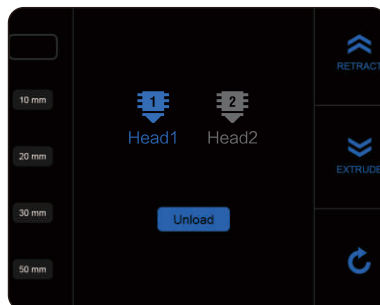 10 mm
20 mm
30 mm
50 mm
1
2
Head1
Head2
Unload
RETRACT
EXTRUDE